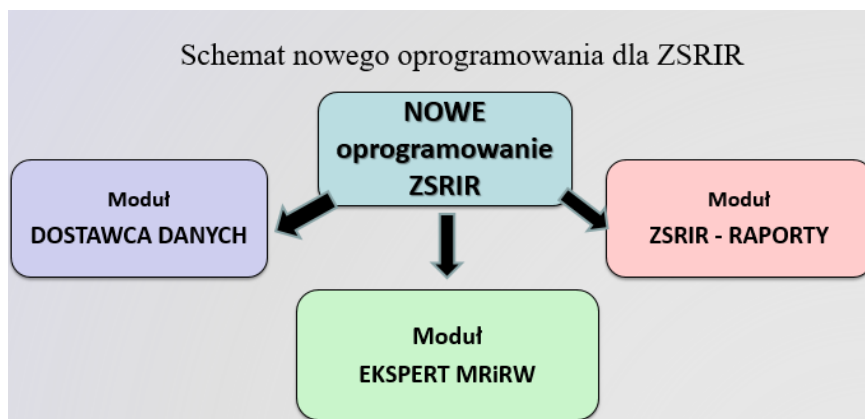 Schemat nowego oprogramowania dla ZSRIR
NOWE
oprogramowanie
ZSRIR
Moduł
DOSTAWCA DANYCH
Moduł
ZSRIR - RAPORTY
Moduł
EKSPERT MRiRW